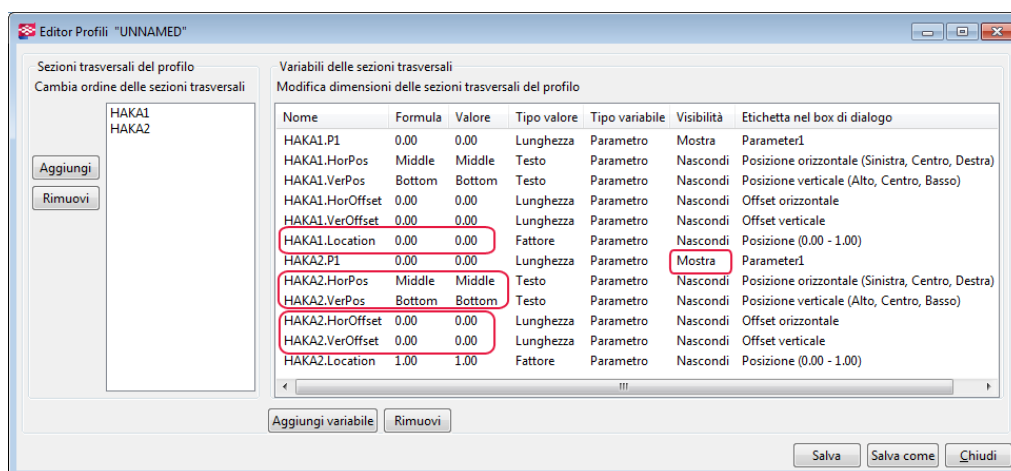 Editor Profili "UNNAMED"
Sezioni trasversali del profilo
Cambia ordine delle sezioni trasversali
HAKA1
HAKA2
Aggiungi
Rimuovi
Variabili delle sezioni trasversali
Modifica dimensioni delle sezioni trasversali del profilo
Nome Formula Valore Tipo valore Tipo variabile Visibilità Etichetta nel box di dialogo
HAKA1.P1 0.00 0.00 Lunghezza Parametro Mostra Parameter1
HAKA1.HorPos Middle Middle Testo Parametro Nascondi Posizione orizzontale (Sinistra, Centro, Destra)
HAKA1.VerPos Bottom Bottom Testo Parametro Nascondi Posizione verticale (Alto, Centro, Basso)
HAKA1.HorOffset 0.00 0.00 Lunghezza Parametro Nascondi Offset orizzontale
HAKA1.VerOffset 0.00 0.00 Lunghezza Parametro Nascondi Offset verticale
HAKA1.Location 0.00 0.00 Fattore Parametro Nascondi Posizione (0.00 - 1.00)
HAKA2.P1 0.00 0.00 Lunghezza Parametro Mostra Parameter1
HAKA2.HorPos Middle Middle Testo Parametro Nascondi Posizione orizzontale (Sinistra, Centro, Destra)
HAKA2.VerPos Bottom Bottom Testo Parametro Nascondi Posizione verticale (Alto, Centro, Basso)
HAKA2.HorOffset 0.00 0.00 Lunghezza Parametro Nascondi Offset orizzontale
HAKA2.VerOffset 0.00 0.00 Lunghezza Parametro Nascondi Offset verticale
HAKA2.Location 1.00 1.00 Fattore Parametro Nascondi Posizione (0.00 - 1.00)
Aggiungi variabile Rimuovi
Salva Salva come Chiudi